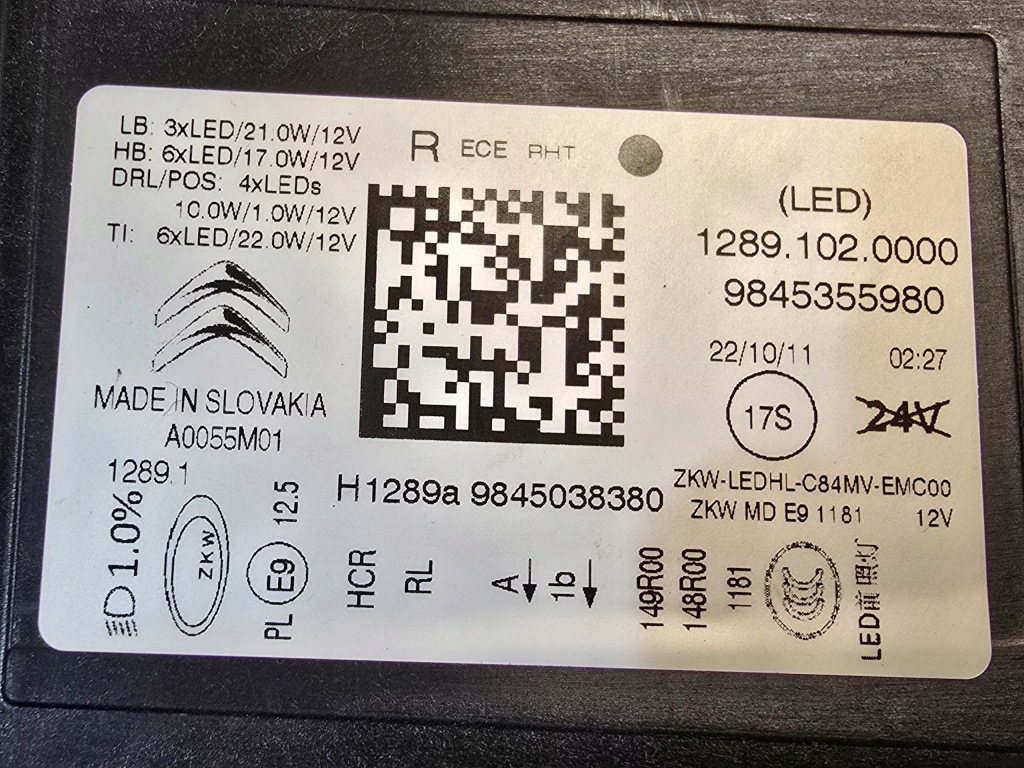 LB: 3xLED/21.0W/12V
HB: 6xLED/17.0W/12V
DRL/POS: 4xLEDs
10.0W/1.0W/12V
TI: 6xLED/22.0W/12V
R ECE RHT
(LED)
1289.102.0000
9845355980
22/10/11 02:27
17S
24V
MADE IN SLOVAKIA
A0055M01
1289.1
H1289a 9845038380
ZKW-LEDHL-C84MV-EMC00
ZKW MD E9 1181 12V
1.0%
ZKW
PL E9 12.5
HCR
RL
A
1b
149R00
148R00
1181
LED前照灯